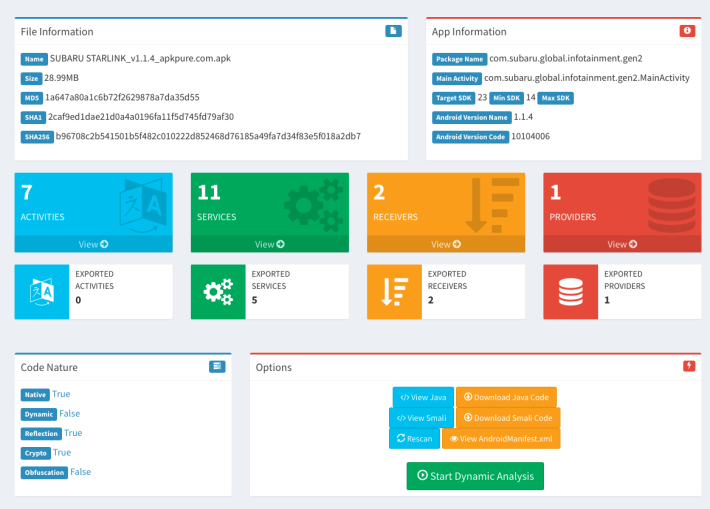 File Information
Name SUBARU STARLINK_v1.1.4_apkpure.com.apk
Size 28.99MB
MD5 1a647a80a1c6b72f2629878a7da35d55
SHA1 2caf9ed1dae21d0a4a0196fa11f5d745fd79af30
SHA256 b96708c2b541501b5f482c010222d852468d76185a49fa7d34f83e5f018a2db7
App Information
Package Name com.subaru.global.infotainment.gen2
Main Activity com.subaru.global.infotainment.gen2.MainActivity
Target SDK 23 Min SDK 14 Max SDK
Android Version Name 1.1.4
Android Version Code 10104006
7
ACTIVITIES
View
11
SERVICES
View
2
RECEIVERS
View
1
PROVIDERS
View
EXPORTED
ACTIVITIES
0
EXPORTED
SERVICES
5
EXPORTED
RECEIVERS
2
EXPORTED
PROVIDERS
1
Code Nature
Native True
Dynamic False
Reflection True
Crypto True
Obfuscation False
Options
</> View Java Download Java Code
</> View Smali Download Smali Code
Rescan View AndroidManifest.xml
Start Dynamic Analysis